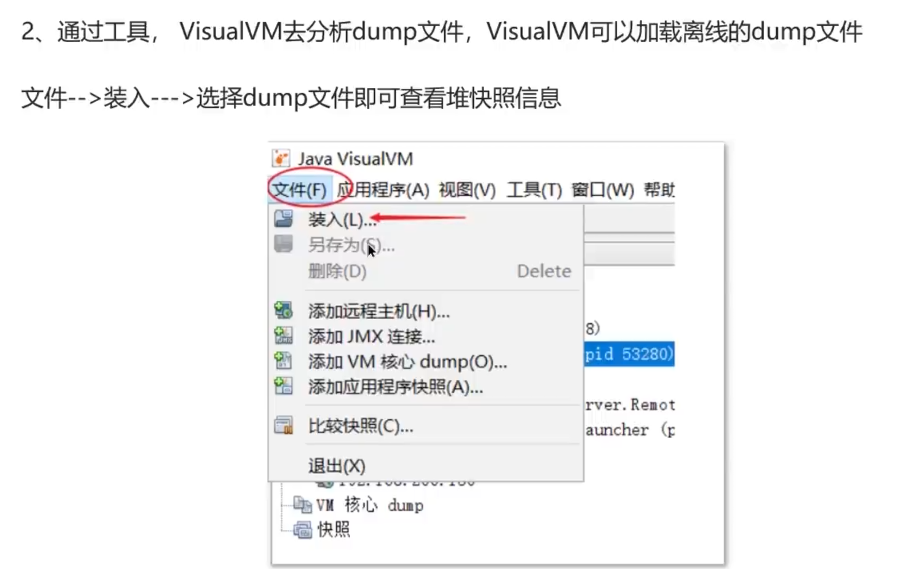 2、通过工具， VisualVM去分析dump文件，VisualVM可以加载离线的dump文件
文件-->装入--->选择dump文件即可查看堆快照信息
Java VisualVM
文件(F) 应用程序(A) 视图(V) 工具(T) 窗口(W) 帮助
装入(L)...
另存为(S)...
删除(D) Delete
添加远程主机(H)...
8)
添加 JMX 连接...
pid 53280)
添加 VM 核心 dump(O)...
添加应用程序快照(A)...
rver.Remot
比较快照(C)...
auncher (p
退出(X)
VM 核心 dump
快照